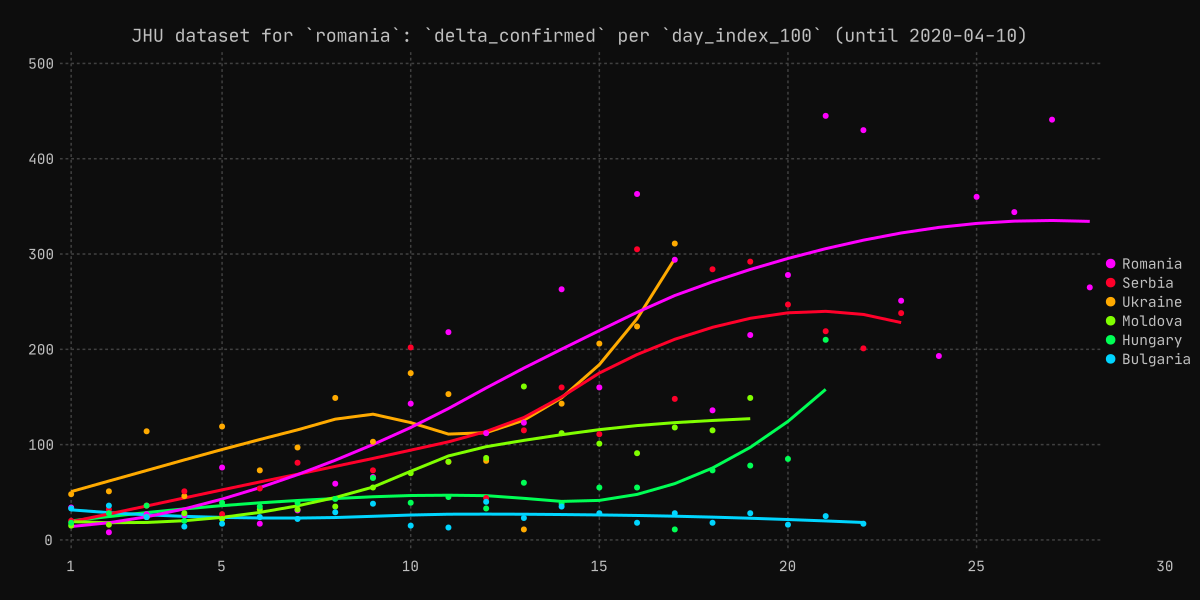 JHU dataset for `romania`: `delta_confirmed` per `day_index_100` (until 2020-04-10)
500
400
300
200
100
0
1 5 10 15 20 25 30
Romania
Serbia
Ukraine
Moldova
Hungary
Bulgaria